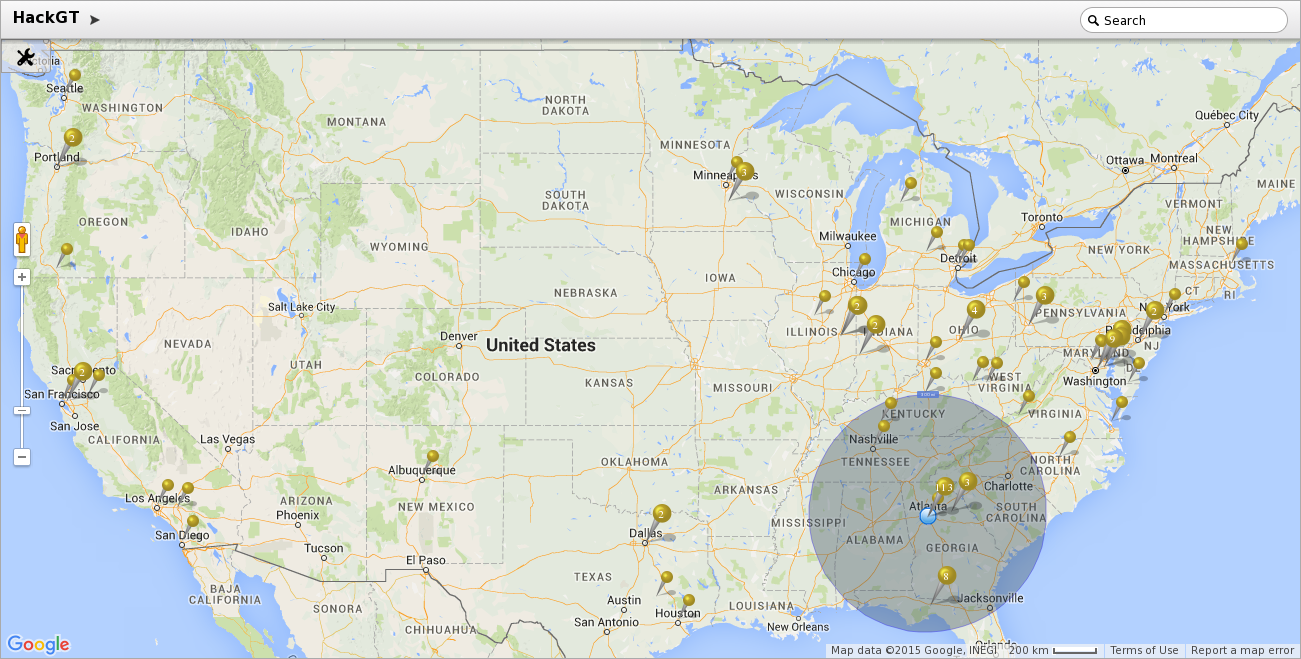 HackGT
Search
ctoria
Seattle
WASHINGTON
Portland
OREGON
IDAHO
MONTANA
NORTH
DAKOTA
SOUTH
DAKOTA
WYOMING
MINNESOTA
WISCONSIN
MICHIGAN
Milwaukee
Chicago
Detroit
Toronto
Ottawa
Montreal
Québec City
MAINE
VERMONT
NEW
HAMPSHIRE
MASSACHUSETTS
CT
RI
NEW YORK
PENNSYLVANIA
NJ
MARYLAND
DE
Washington
WEST
VIRGINIA
VIRGINIA
OHIO
ILLINOIS
IOWA
NEBRASKA
Salt Lake City
NEVADA
UTAH
Denver
COLORADO
United States
KANSAS
MISSOURI
KENTUCKY
Nashville
TENNESSEE
NORTH
CAROLINA
Charlotte
SOUTH
CAROLINA
Atlanta
GEORGIA
ALABAMA
MISSISSIPPI
ARKANSAS
OKLAHOMA
San Francisco
San Jose
CALIFORNIA
Las Vegas
Los Angeles
San Diego
ARIZONA
Phoenix
Tucson
Albuquerque
NEW MEXICO
El Paso
Dallas
TEXAS
Austin
San Antonio
Houston
LOUISIANA
New Orleans
Jacksonville
Orlando
BAJA
CALIFORNIA
SONORA
CHIHUAHUA
2
3
2
2
3
4
2
9
2
2
113
3
8
Google
Map data ©2015 Google, INEGI
200 km
Terms of Use
Report a map error